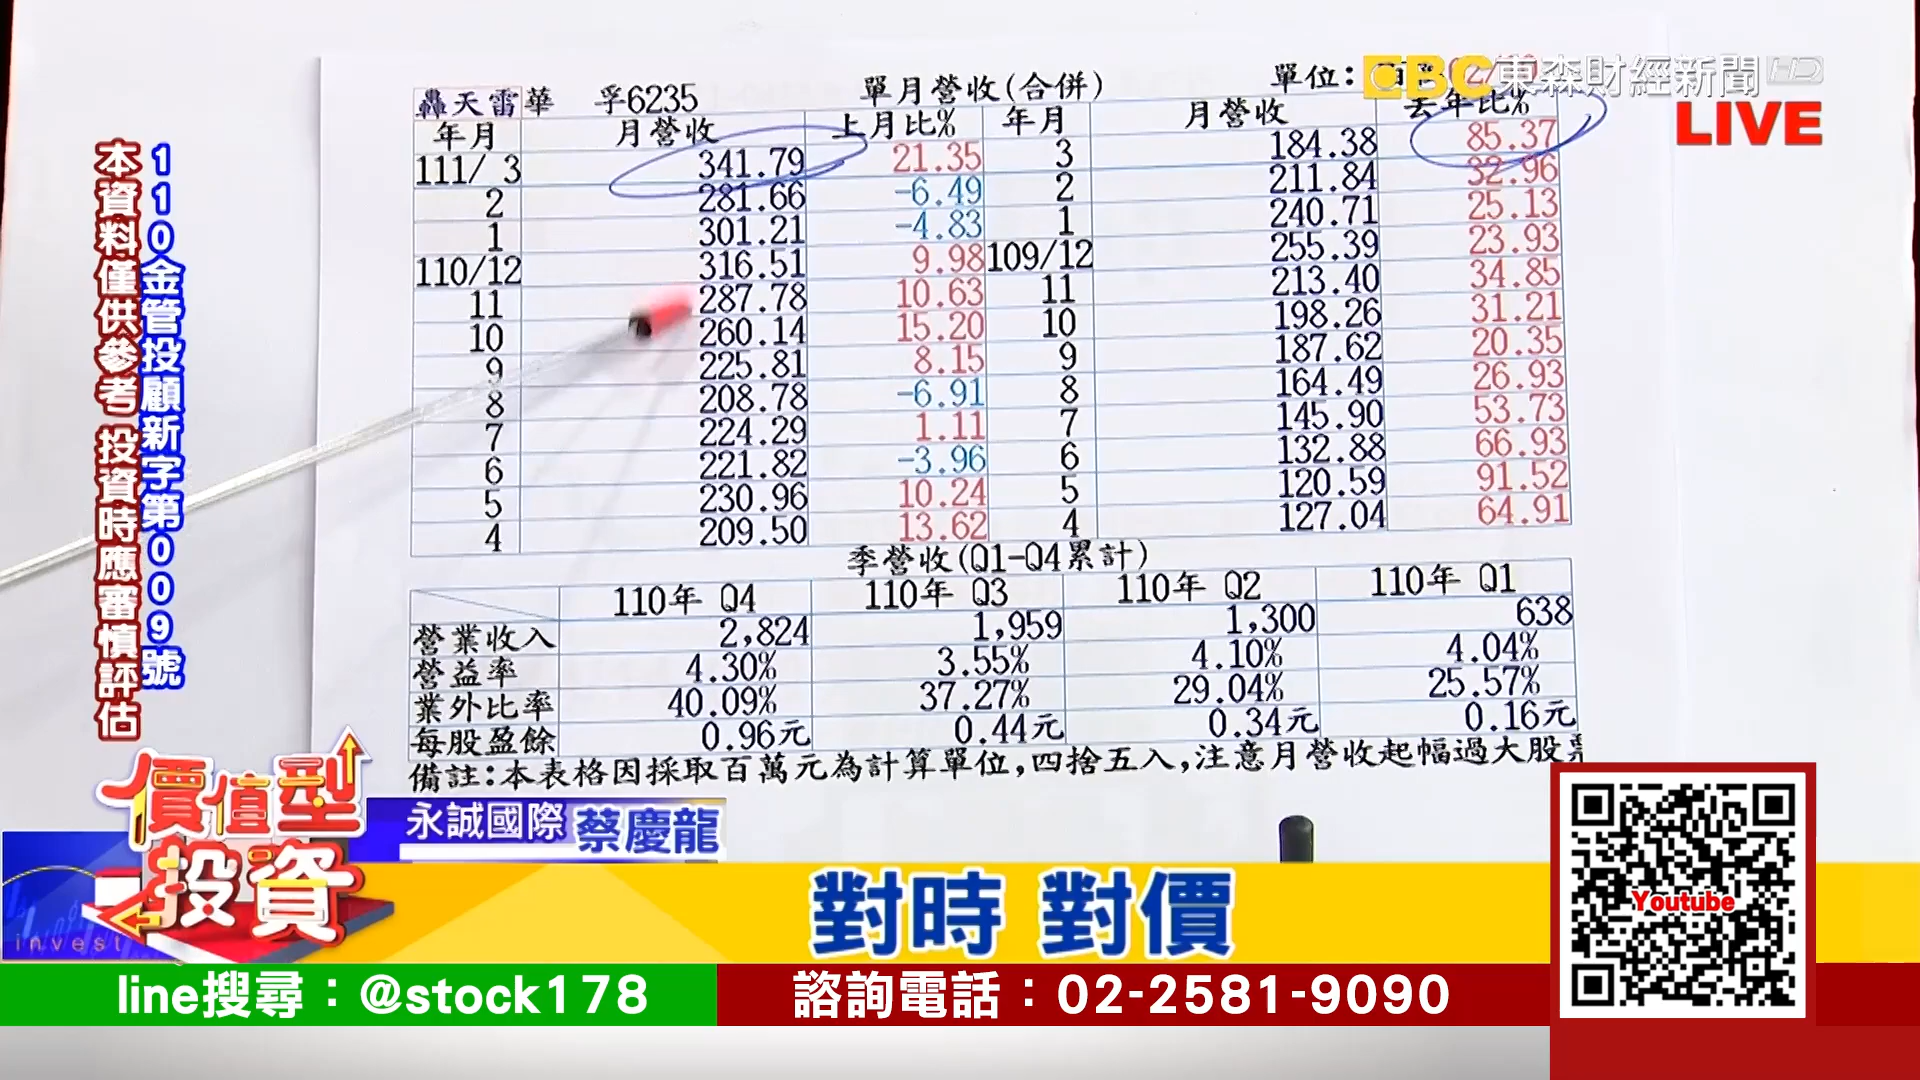 東森財經新聞 HD
EBC
LIVE
轟天雷 華孚6235 單月營收(合併) 單位:
年月 月營收 上月比% 年月 月營收 去年比%
111/ 3 341.79 21.35 3 184.38 85.37
2 281.66 -6.49 2 211.84 32.96
1 301.21 -4.83 1 240.71 25.13
110/12 316.51 9.98 109/12 255.39 23.93
11 287.78 10.63 11 213.40 34.85
10 260.14 15.20 10 198.26 31.21
9 225.81 8.15 9 187.62 20.35
8 208.78 -6.91 8 164.49 26.93
7 224.29 1.11 7 145.90 53.73
6 221.82 -3.96 6 132.88 66.93
5 230.96 10.24 5 120.59 91.52
4 209.50 13.62 4 127.04 64.91
季營收(Q1-Q4累計)
110年 Q4 110年 Q3 110年 Q2 110年 Q1
營業收入 2,824 1,959 1,300 638
營益率 4.30% 3.55% 4.10% 4.04%
業外比率 40.09% 37.27% 29.04% 25.57%
每股盈餘 0.96元 0.44元 0.34元 0.16元
備註:本表格因採取百萬元為計算單位,四捨五入,注意月營收起幅過大股
110金管投顧新字第009號
本資料僅供參考 投資時應審慎評估
價值型投資
invest
永誠國際 蔡慶龍
對時 對價
Youtube
line搜尋：@stock178
諮詢電話：02-2581-9090